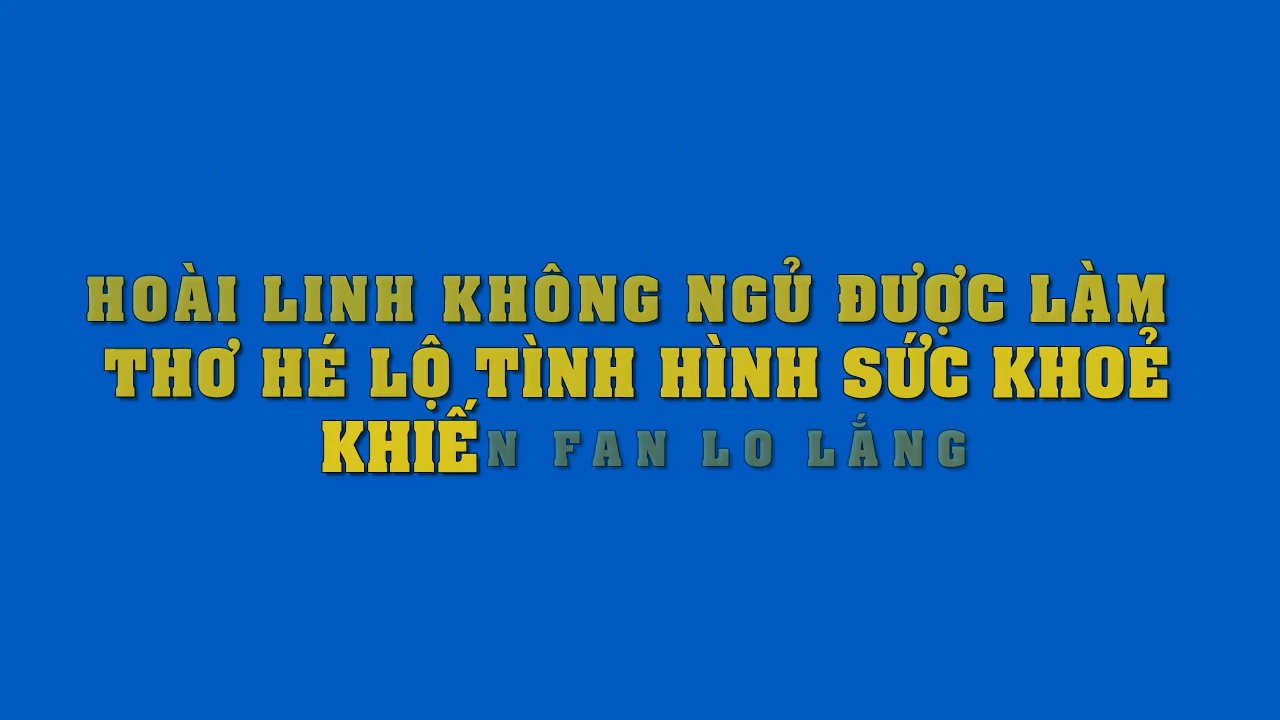 HOÀI LINH KHÔNG NGỦ ĐƯỢC LÀM
THƠ HÉ LỘ TÌNH HÌNH SỨC KHOẺ
KHIẾN FAN LO LẮNG